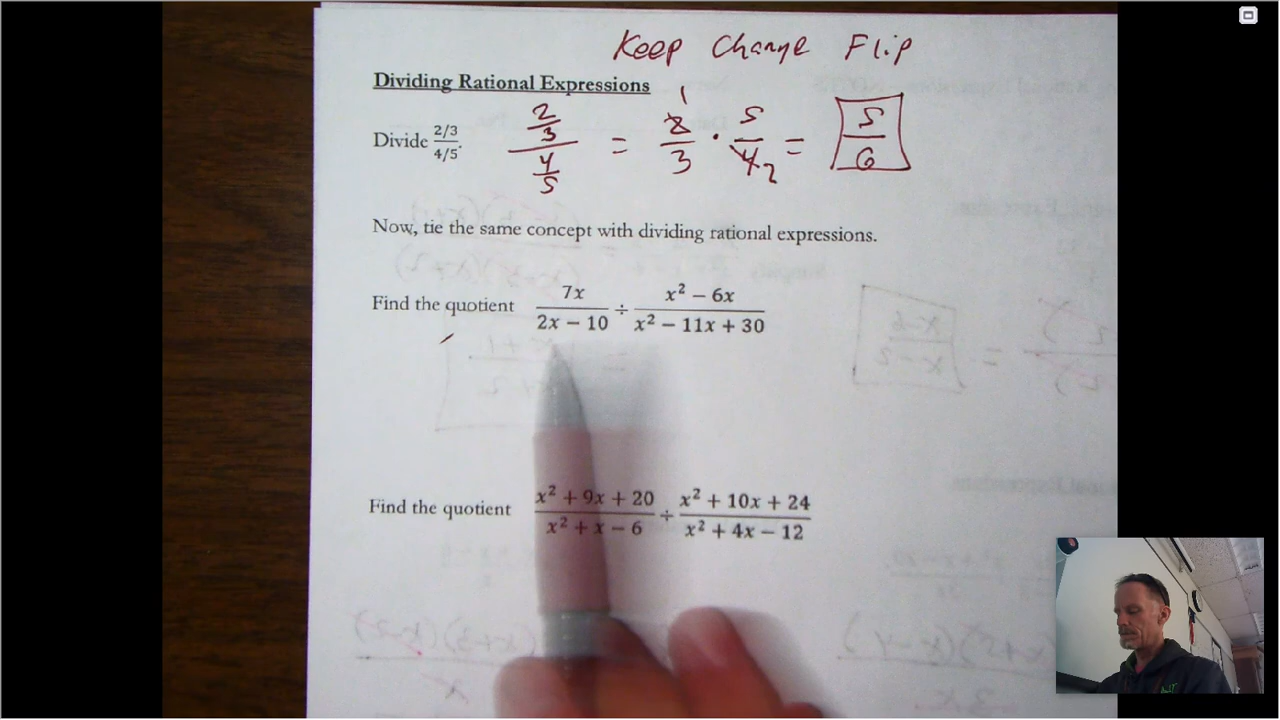 Keep Change Flip
Dividing Rational Expressions
Divide (2/3)/(4/5). (2/3)/(4/5) = 2/3 1 · 5/4 2 = 5/6
Now, tie the same concept with dividing rational expressions.
Find the quotient 7x/(2x − 10) ÷ (x² − 6x)/(x² − 11x + 30)
Find the quotient (x² + 9x + 20)/(x² + x − 6) ÷ (x² + 10x + 24)/(x² + 4x − 12)